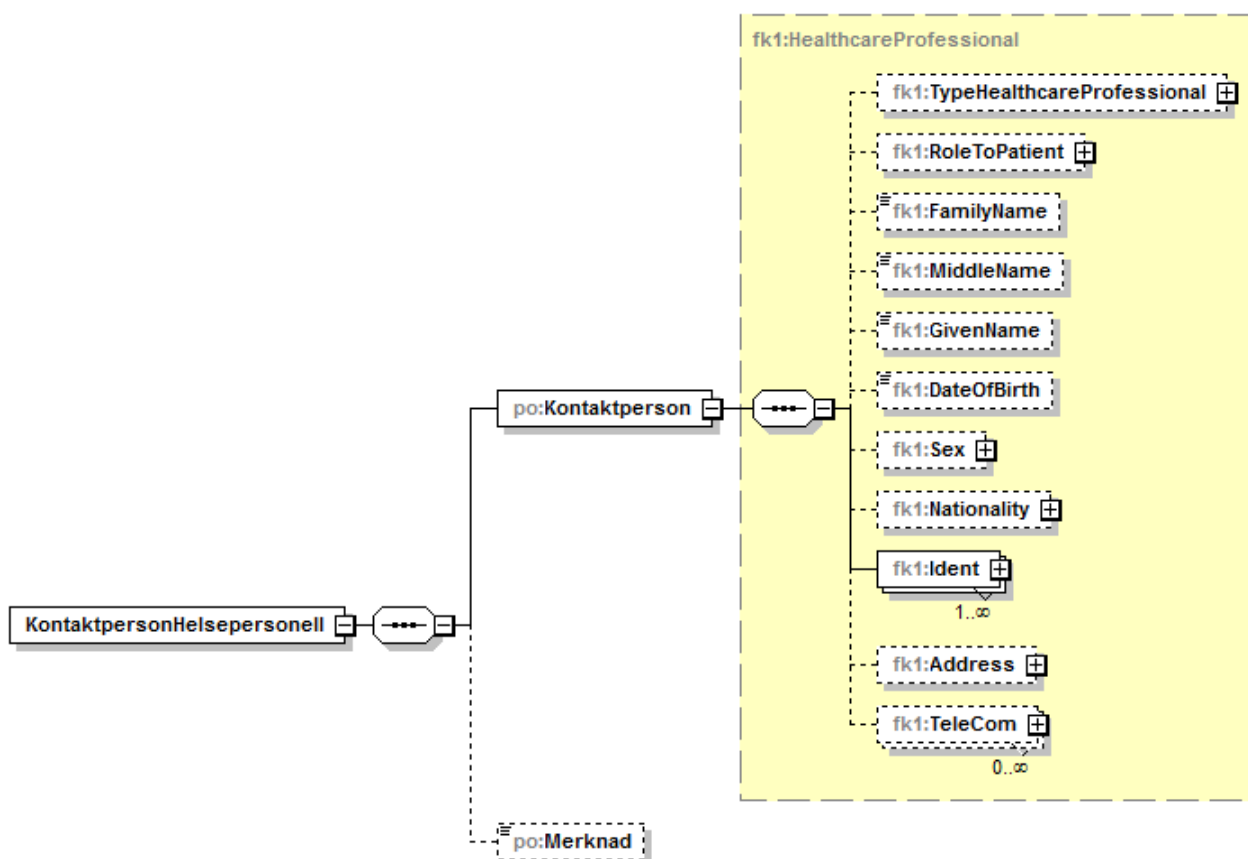 fk1:HealthcareProfessional
fk1:TypeHealthcareProfessional
fk1:RoleToPatient
fk1:FamilyName
fk1:MiddleName
fk1:GivenName
fk1:DateOfBirth
po:Kontaktperson
fk1:Sex
fk1:Nationality
fk1:Ident
1..∞
KontaktpersonHelsepersonell
fk1:Address
fk1:TeleCom
0..∞
po:Merknad